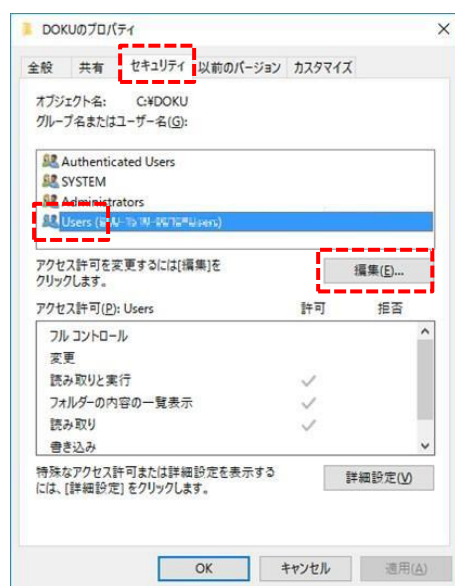 DOKUのプロパティ
全般 共有 セキュリティ 以前のバージョン カスタマイズ
オブジェクト名: C:¥DOKU
グループ名またはユーザー名(G):
Authenticated Users
SYSTEM
Administrators
Users (
アクセス許可を変更するには[編集]を
クリックします。
編集(E)...
アクセス許可(P): Users 許可 拒否
フル コントロール
変更
読み取りと実行
フォルダーの内容の一覧表示
読み取り
書き込み
特殊なアクセス許可または詳細設定を表示する
には、[詳細設定] をクリックします。
詳細設定(V)
OK キャンセル 適用(A)